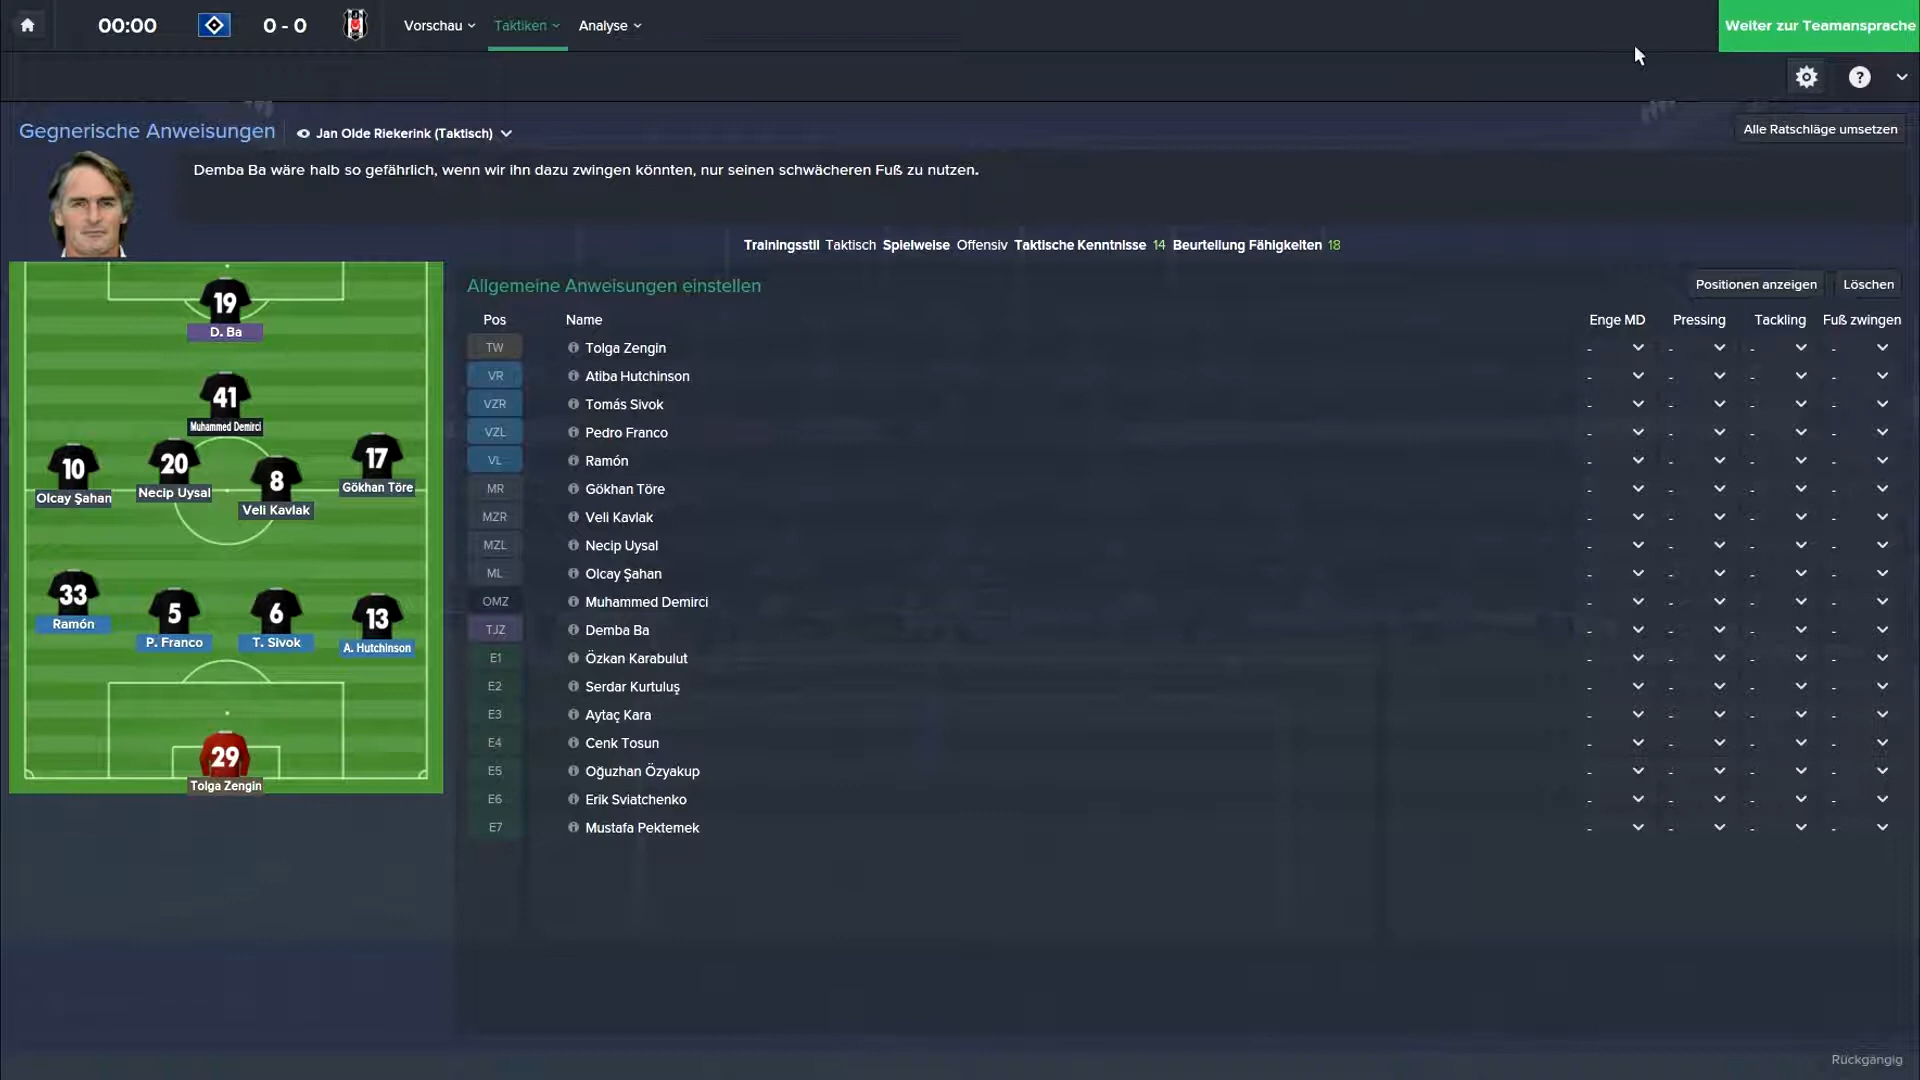 00:00
0 - 0
Vorschau
Taktiken
Analyse
Weiter zur Teamansprache
?
Gegnerische Anweisungen
Jan Olde Riekerink (Taktisch)
Alle Ratschläge umsetzen
Demba Ba wäre halb so gefährlich, wenn wir ihn dazu zwingen könnten, nur seinen schwächeren Fuß zu nutzen.
Trainingsstil Taktisch Spielweise Offensiv Taktische Kenntnisse 14 Beurteilung Fähigkeiten 18
19
D. Ba
41
Muhammed Demirci
10
Olcay Şahan
20
Necip Uysal
8
Veli Kavlak
17
Gökhan Töre
33
Ramón
5
P. Franco
6
T. Sivok
13
A. Hutchinson
29
Tolga Zengin
Allgemeine Anweisungen einstellen
Positionen anzeigen
Löschen
Pos Name Enge MD Pressing Tackling Fuß zwingen
TW Tolga Zengin - - - -
VR Atiba Hutchinson - - - -
VZR Tomás Sivok - - - -
VZL Pedro Franco - - - -
VL Ramón - - - -
MR Gökhan Töre - - - -
MZR Veli Kavlak - - - -
MZL Necip Uysal - - - -
ML Olcay Şahan - - - -
OMZ Muhammed Demirci - - - -
TJZ Demba Ba - - - -
E1 Özkan Karabulut - - - -
E2 Serdar Kurtuluş - - - -
E3 Aytaç Kara - - - -
E4 Cenk Tosun - - - -
E5 Oğuzhan Özyakup - - - -
E6 Erik Sviatchenko - - - -
E7 Mustafa Pektemek - - - -
Rückgängig